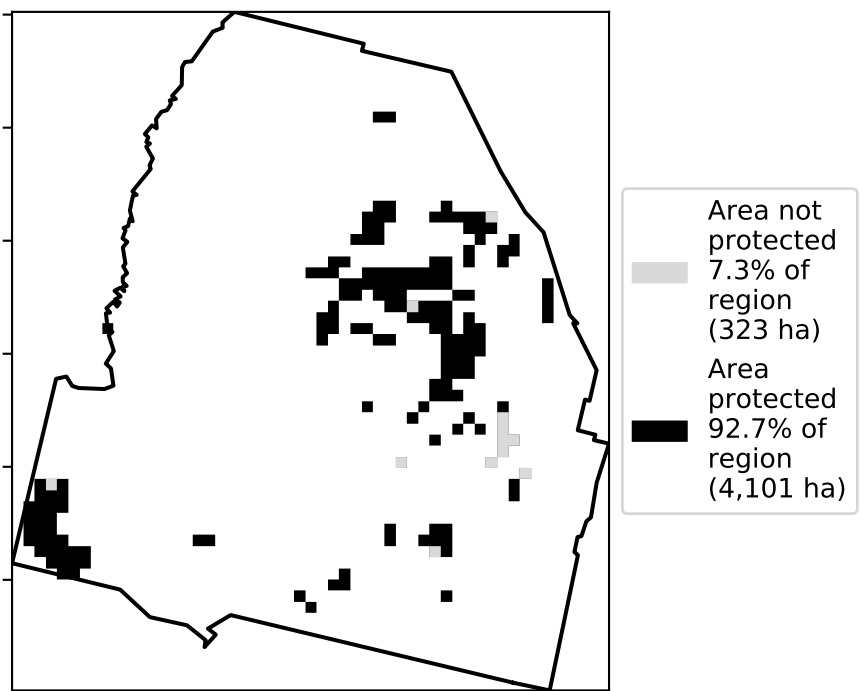 Area not
protected
7.3% of
region
(323 ha)
Area
protected
92.7% of
region
(4,101 ha)